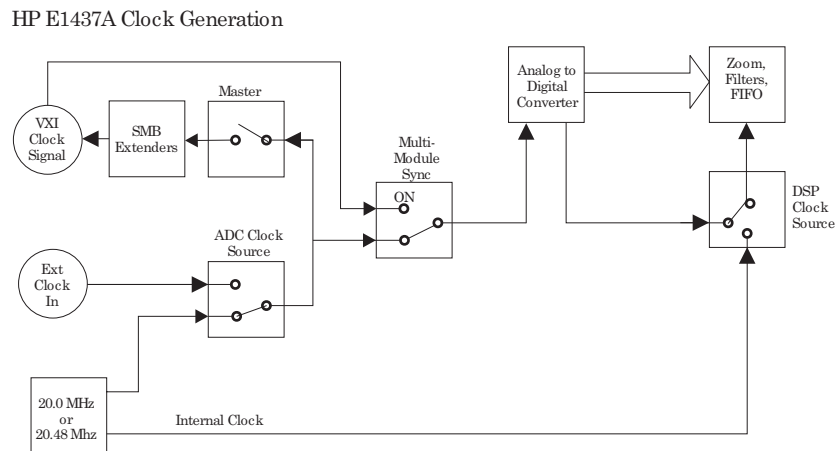 HP E1437A Clock Generation
VXI
Clock
Signal
SMB
Extenders
Master
Multi-
Module
Sync
ON
Analog to
Digital
Converter
Zoom,
Filters,
FIFO
DSP
Clock
Source
ADC Clock
Source
Ext
Clock
In
20.0 MHz
or
20.48 Mhz
Internal Clock